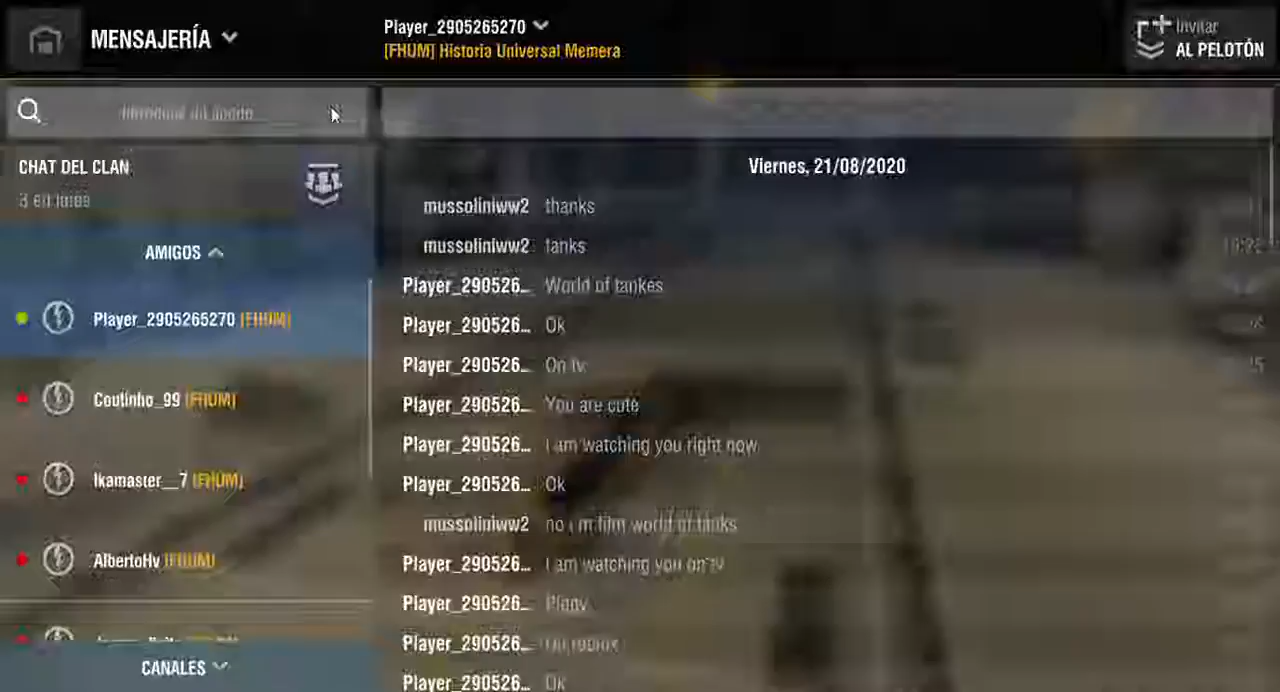 MENSAJERÍA
Player_2905265270
[FHUM] Historia Universal Memera
Invitar
AL PELOTÓN
CHAT DEL CLAN
AMIGOS
Player_2905265270 [FHUM]
Coutinho_99 [FHUM]
Ikamaster__7 [FHUM]
AlbertoHv [FHUM]
CANALES
Viernes, 21/08/2020
mussoliniww2 thanks
mussoliniww2 tanks
Player_290526... World of tankes
Player_290526... Ok
Player_290526... On tv
Player_290526... You are cute
Player_290526... I am watching you right now
Player_290526... Ok
mussoliniww2 no i m film world of tanks
Player_290526... I am watching you on tv
Player_290526...
Player_290526...
Player_290526... Ok